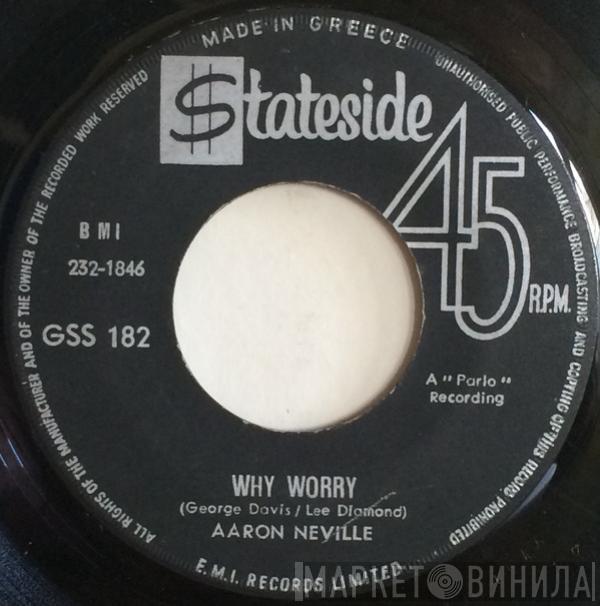 MADE IN GREECE
UNAUTHORISED PUBLIC PERFORMANCE BROADCASTING AND COPYING OF THIS RECORD PROHIBITED
ALL RIGHTS OF THE MANUFACTURER AND OF THE OWNER OF THE RECORDED WORK RESERVED
$tateside
45
R.P.M.
BMI
232-1846
GSS 182
A "Parlo"
Recording
WHY WORRY
(George Davis / Lee Diamond)
AARON NEVILLE
E.M.I. RECORDS LIMITED
МАРКЕТ ВИНИЛА